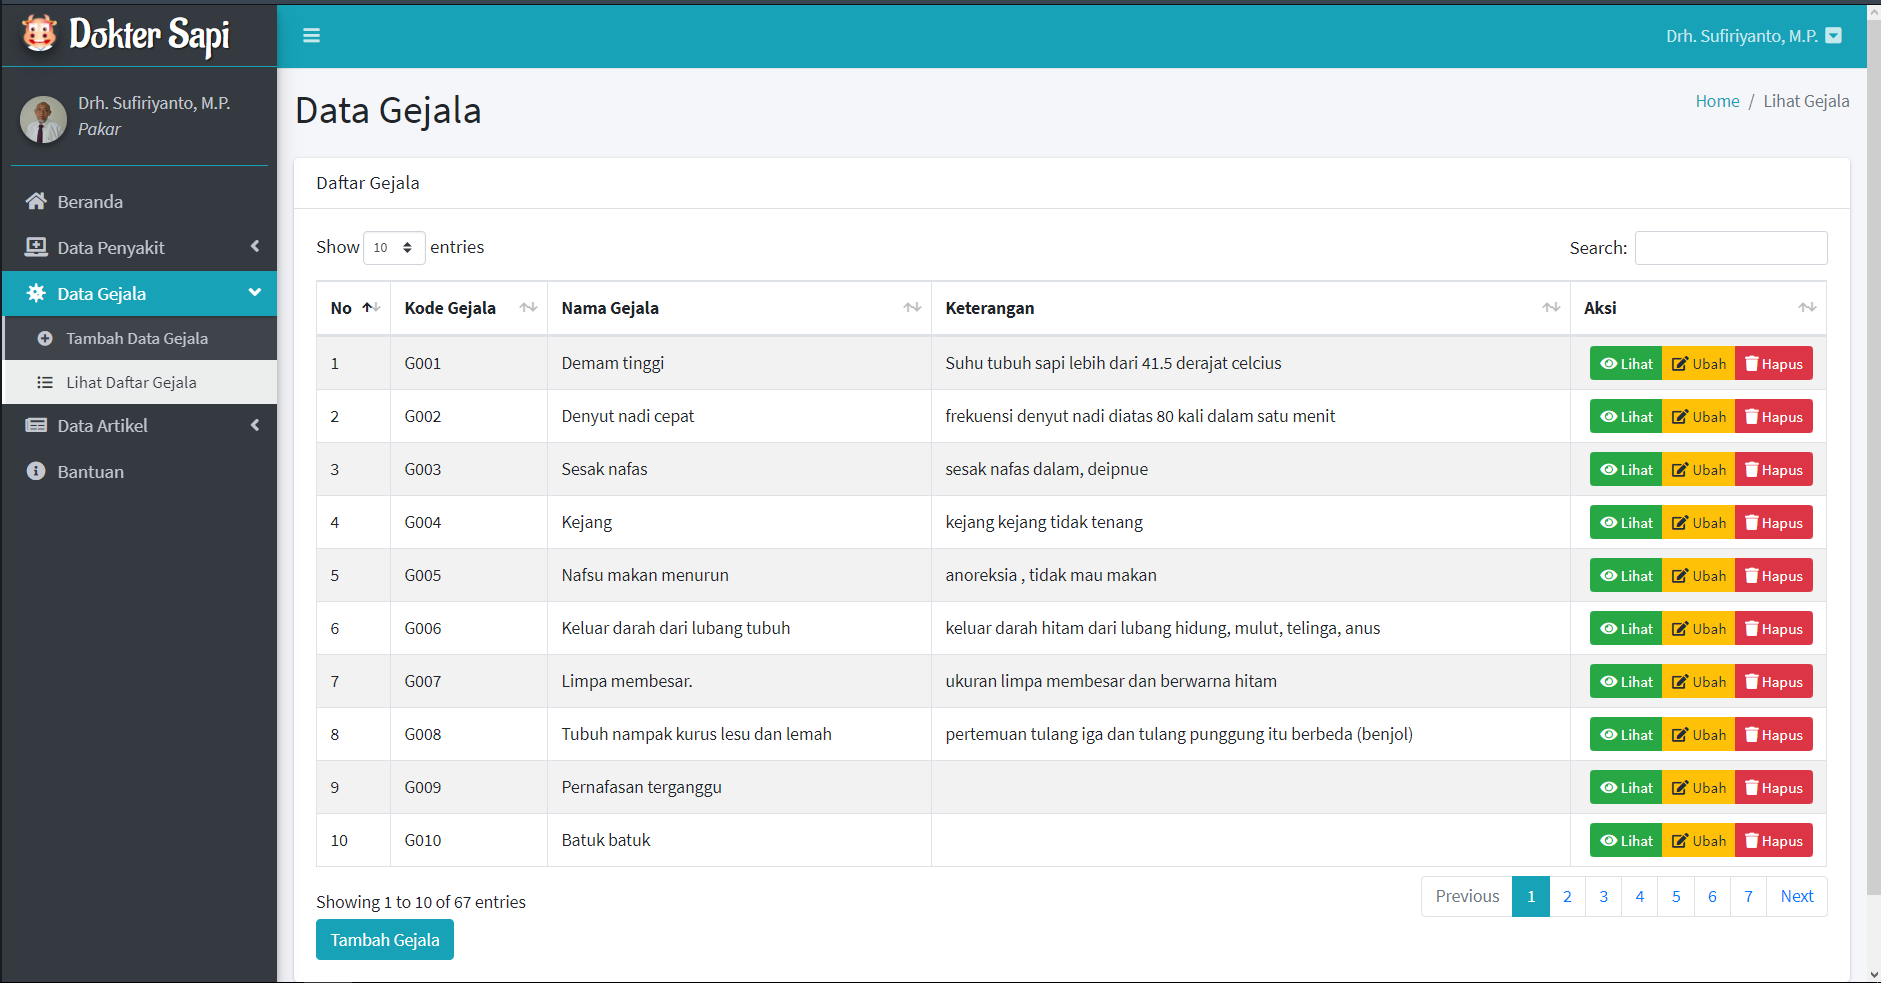 Dokter Sapi
Drh. Sufiriyanto, M.P.
Drh. Sufiriyanto, M.P.
Pakar
Beranda
Data Penyakit
Data Gejala
Tambah Data Gejala
Lihat Daftar Gejala
Data Artikel
Bantuan
Data Gejala
Home / Lihat Gejala
Daftar Gejala
Show 10 entries
Search:
No Kode Gejala Nama Gejala Keterangan Aksi
1 G001 Demam tinggi Suhu tubuh sapi lebih dari 41.5 derajat celcius Lihat Ubah Hapus
2 G002 Denyut nadi cepat frekuensi denyut nadi diatas 80 kali dalam satu menit Lihat Ubah Hapus
3 G003 Sesak nafas sesak nafas dalam, deipnue Lihat Ubah Hapus
4 G004 Kejang kejang kejang tidak tenang Lihat Ubah Hapus
5 G005 Nafsu makan menurun anoreksia , tidak mau makan Lihat Ubah Hapus
6 G006 Keluar darah dari lubang tubuh keluar darah hitam dari lubang hidung, mulut, telinga, anus Lihat Ubah Hapus
7 G007 Limpa membesar. ukuran limpa membesar dan berwarna hitam Lihat Ubah Hapus
8 G008 Tubuh nampak kurus lesu dan lemah pertemuan tulang iga dan tulang punggung itu berbeda (benjol) Lihat Ubah Hapus
9 G009 Pernafasan terganggu Lihat Ubah Hapus
10 G010 Batuk batuk Lihat Ubah Hapus
Showing 1 to 10 of 67 entries
Previous 1 2 3 4 5 6 7 Next
Tambah Gejala